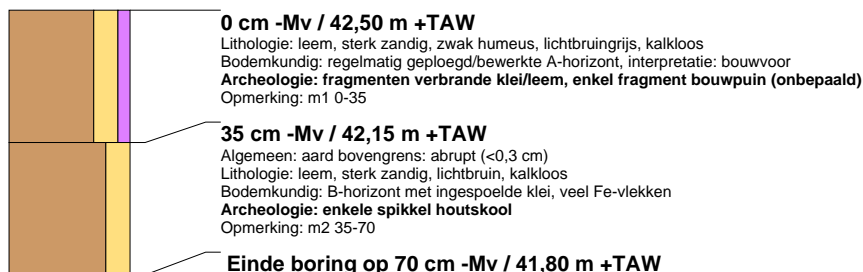 0 cm -Mv / 42,50 m +TAW
Lithologie: leem, sterk zandig, zwak humeus, lichtbruingrijs, kalkloos
Bodemkundig: regelmatig geploegd/bewerkte A-horizont, interpretatie: bouwvoor
Archeologie: fragmenten verbrande klei/leem, enkel fragment bouwpuin (onbepaald)
Opmerking: m1 0-35
35 cm -Mv / 42,15 m +TAW
Algemeen: aard bovengrens: abrupt (<0,3 cm)
Lithologie: leem, sterk zandig, lichtbruin, kalkloos
Bodemkundig: B-horizont met ingespoelde klei, veel Fe-vlekken
Archeologie: enkele spikkel houtskool
Opmerking: m2 35-70
Einde boring op 70 cm -Mv / 41,80 m +TAW